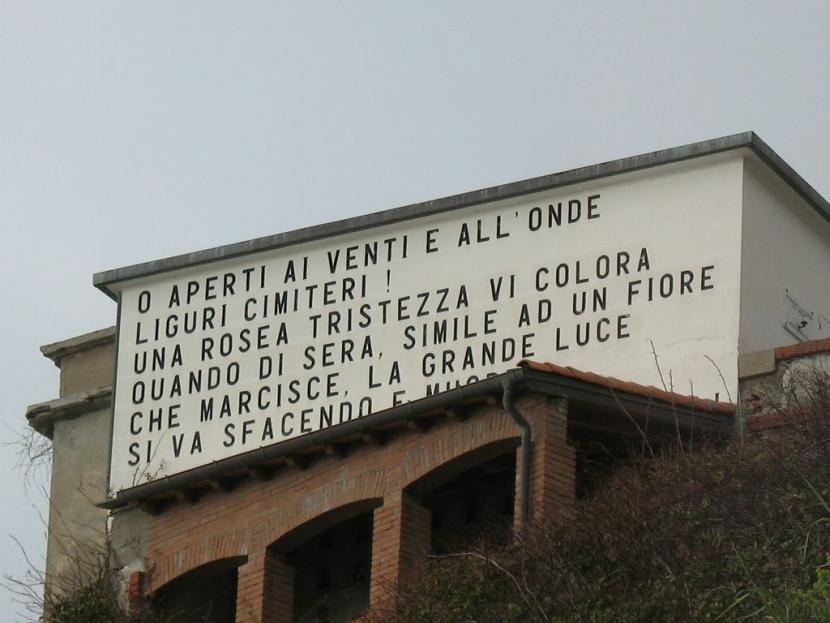 O APERTI AI VENTI E ALL'ONDE
LIGURI CIMITERI !
UNA ROSEA TRISTEZZA VI COLORA
QUANDO DI SERA, SIMILE AD UN FIORE
CHE MARCISCE, LA GRANDE LUCE
SI VA SFACENDO E